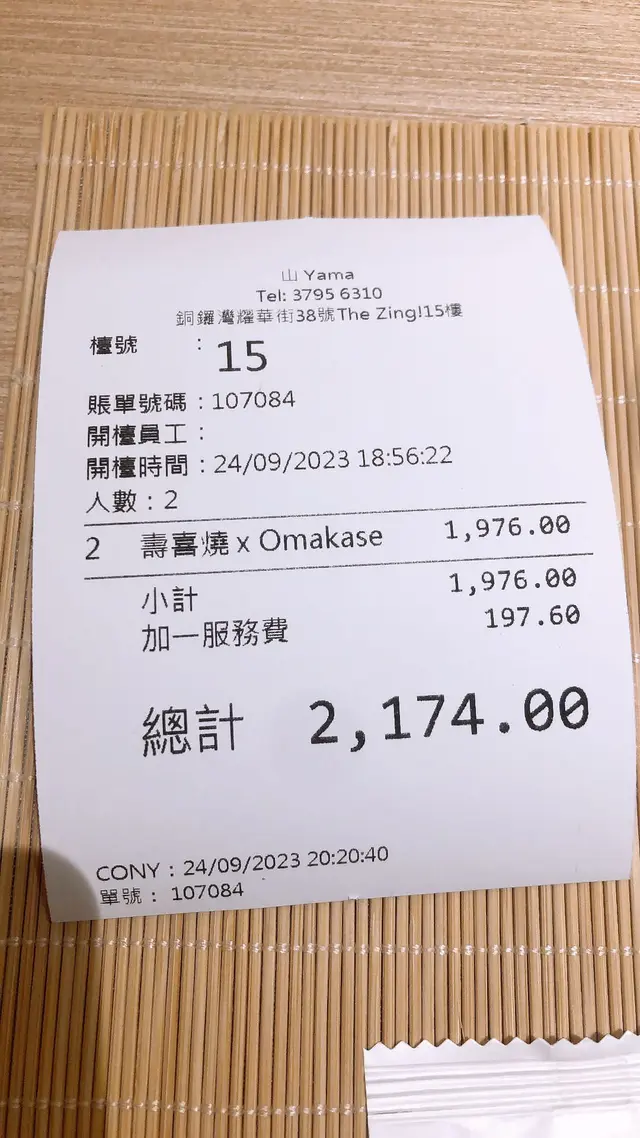 山 Yama
Tel: 3795 6310
銅鑼灣耀華街38號The Zing!15樓
檯號 : 15
賬單號碼 : 107084
開檯員工 :
開檯時間 : 24/09/2023 18:56:22
人數 : 2
2 壽喜燒 x Omakase 1,976.00
小計 1,976.00
加一服務費 197.60
總計 2,174.00
CONY : 24/09/2023 20:20:40
單號 : 107084